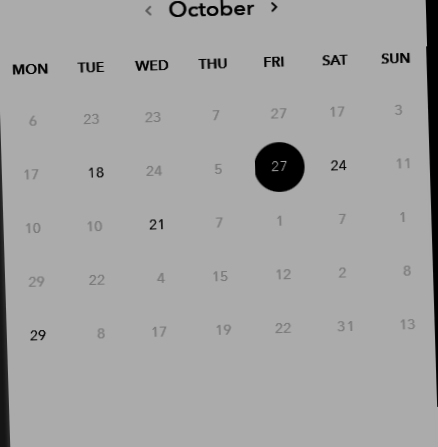 ‹ October ›
MON TUE WED THU FRI SAT SUN
6 23 23 7 27 17 3
17 18 24 5 27 24 11
10 10 21 7 1 7 1
29 22 4 15 12 2 8
29 8 17 19 22 31 13